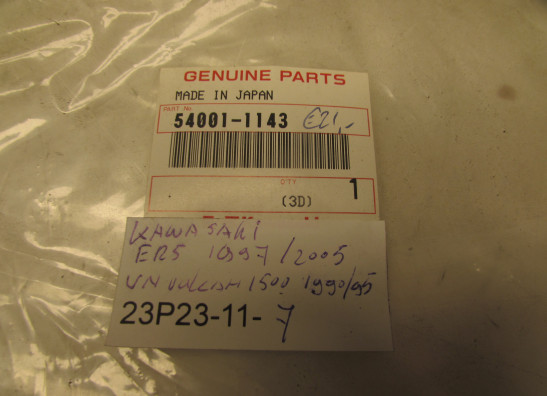 GENUINE PARTS
MADE IN JAPAN
PART No.
54001-1143 €21,-
QTY
1
(3D)
KAWASAKI
ER5 1997/2005
VN VULCAN 1500 1990/95
23P23-11-7